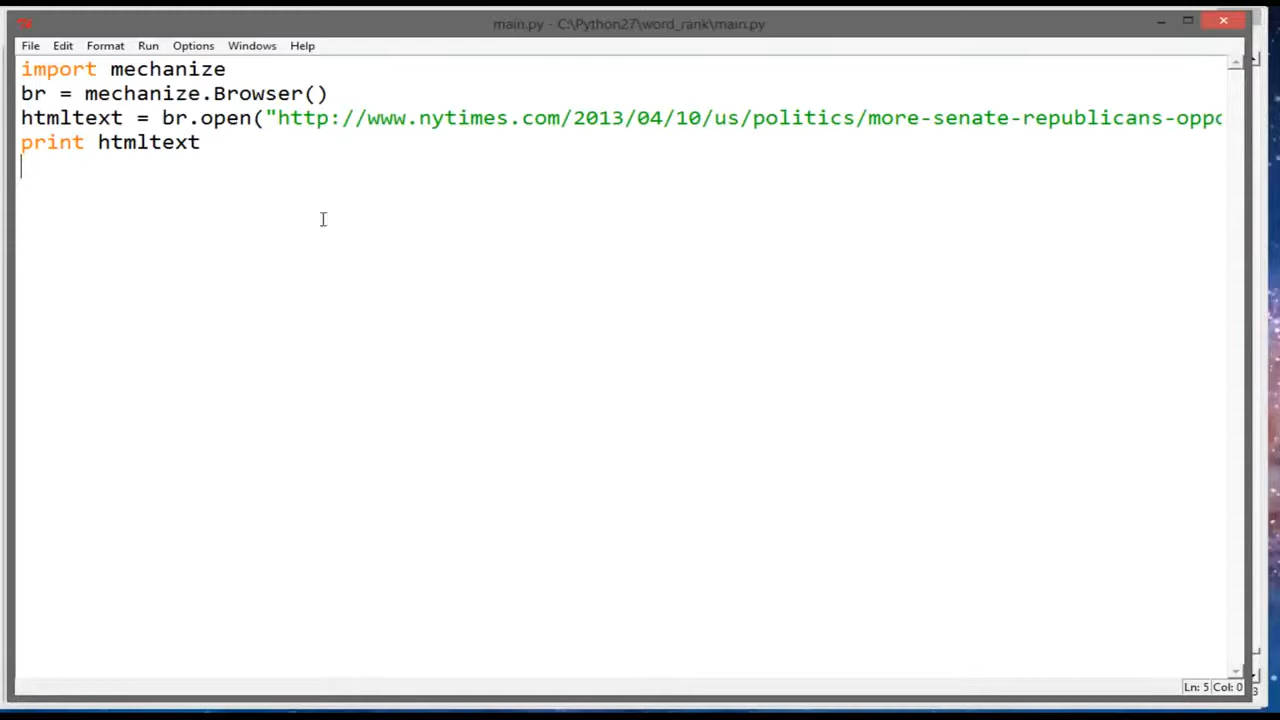 main.py - C:\Python27\word_rank\main.py
File Edit Format Run Options Windows Help
import mechanize
br = mechanize.Browser()
htmltext = br.open("http://www.nytimes.com/2013/04/10/us/politics/more-senate-republicans-oppo
print htmltext
Ln: 5 Col: 0
3